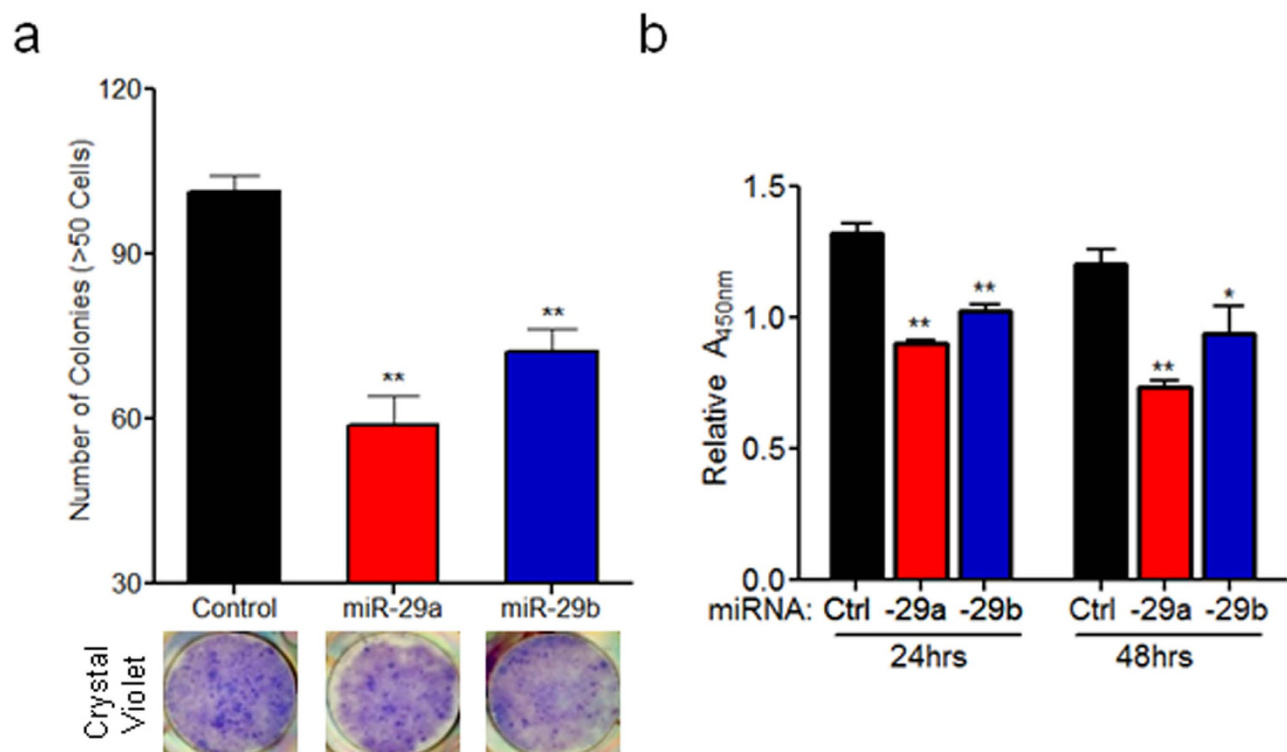 a
Number of Colonies (>50 Cells)
120
90
60
30
**
**
Control miR-29a miR-29b
Crystal
Violet
b
Relative A450nm
1.5
1.0
0.5
0.0
**
**
**
*
miRNA: Ctrl -29a -29b Ctrl -29a -29b
24hrs 48hrs